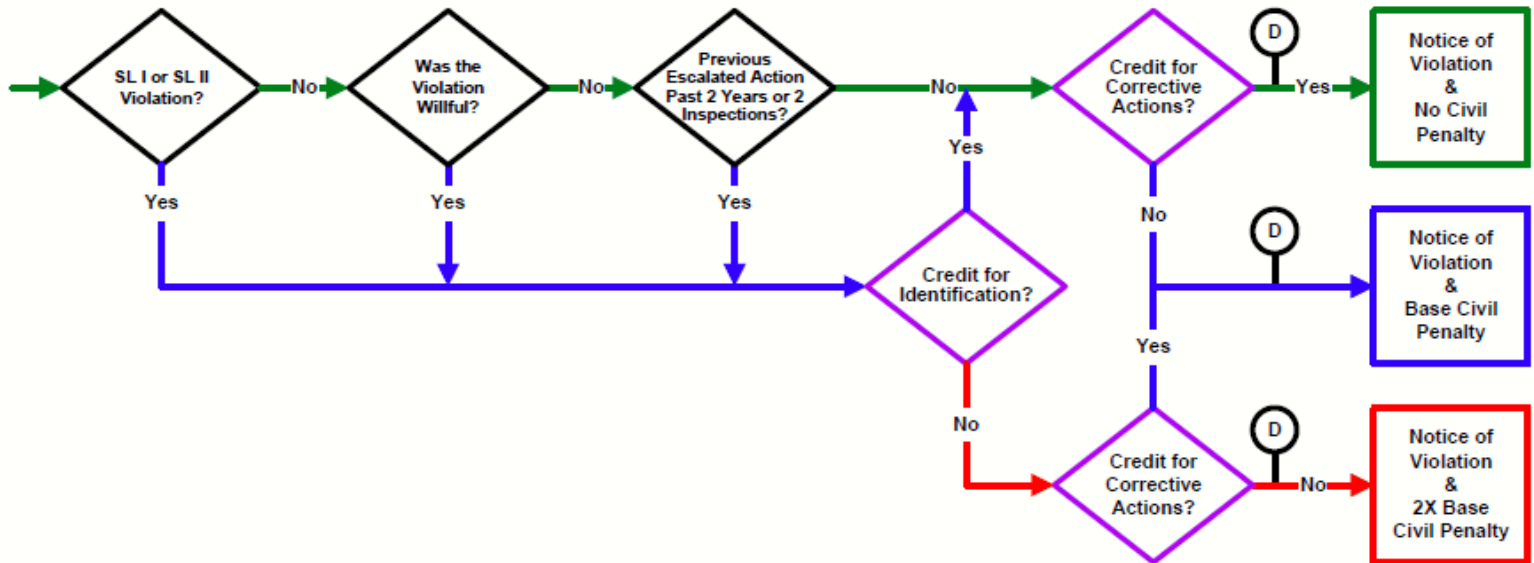 SL I or SL II
Violation?
No
Was the
Violation
Willful?
No
Previous
Escalated Action
Past 2 Years or 2
Inspections?
No
Credit for
Corrective
Actions?
D
Yes
Notice of
Violation
&
No Civil
Penalty
Yes
Yes
Yes
Yes
No
Credit for
Identification?
D
Notice of
Violation
&
Base Civil
Penalty
Yes
No
Credit for
Corrective
Actions?
D
No
Notice of
Violation
&
2X Base
Civil Penalty